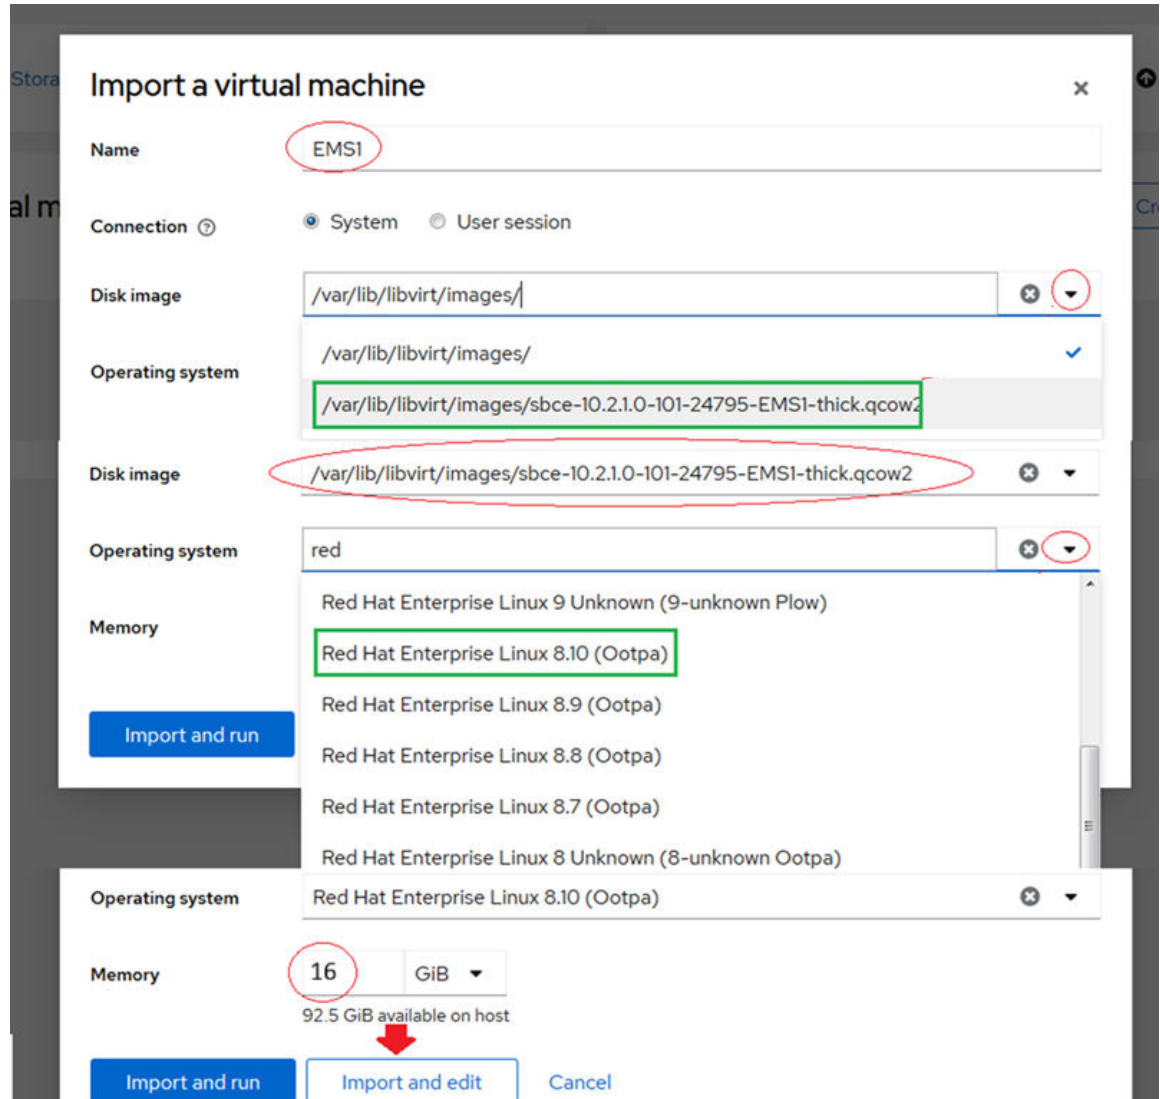 Stora
Import a virtual machine
×
Name
EMS1
al m
Cr
Connection
System
User session
Disk image
/var/lib/libvirt/images/
/var/lib/libvirt/images/
Operating system
/var/lib/libvirt/images/sbce-10.2.1.0-101-24795-EMS1-thick.qcow2
Disk image
/var/lib/libvirt/images/sbce-10.2.1.0-101-24795-EMS1-thick.qcow2
Operating system
red
Red Hat Enterprise Linux 9 Unknown (9-unknown Plow)
Memory
Red Hat Enterprise Linux 8.10 (Ootpa)
Red Hat Enterprise Linux 8.9 (Ootpa)
Import and run
Red Hat Enterprise Linux 8.8 (Ootpa)
Red Hat Enterprise Linux 8.7 (Ootpa)
Red Hat Enterprise Linux 8 Unknown (8-unknown Ootpa)
Operating system
Red Hat Enterprise Linux 8.10 (Ootpa)
Memory
16
GiB
92.5 GiB available on host
Import and run
Import and edit
Cancel